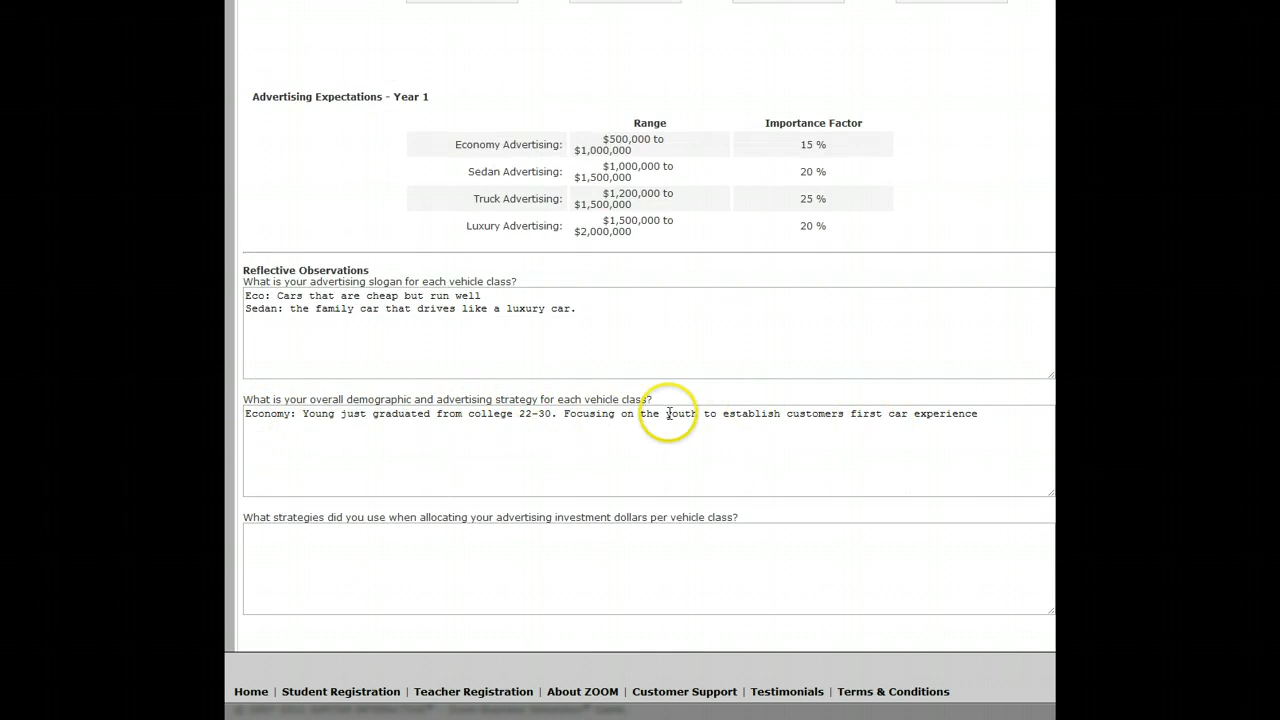 Advertising Expectations - Year 1
Range Importance Factor
Economy Advertising: $500,000 to $1,000,000 15 %
Sedan Advertising: $1,000,000 to $1,500,000 20 %
Truck Advertising: $1,200,000 to $1,500,000 25 %
Luxury Advertising: $1,500,000 to $2,000,000 20 %
Reflective Observations
What is your advertising slogan for each vehicle class?
Eco: Cars that are cheap but run well
Sedan: the family car that drives like a luxury car.
What is your overall demographic and advertising strategy for each vehicle class?
Economy: Young just graduated from college 22-30. Focusing on the youth to establish customers first car experience
What strategies did you use when allocating your advertising investment dollars per vehicle class?
Home | Student Registration | Teacher Registration | About ZOOM | Customer Support | Testimonials | Terms & Conditions